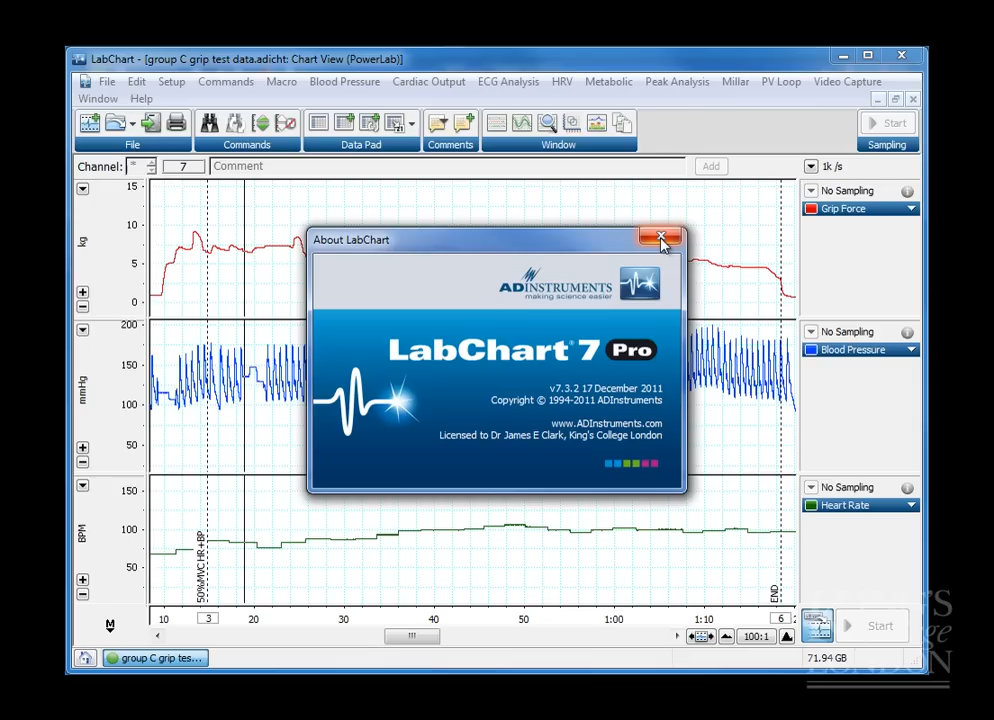 LabChart - [group C grip test data.adicht: Chart View (PowerLab)]
File Edit Setup Commands Macro Blood Pressure Cardiac Output ECG Analysis HRV Metabolic Peak Analysis Millar PV Loop Video Capture
Window Help
Start
File Commands Data Pad Comments Window Sampling
Channel: * 7 Comment Add 1k /s
15
10
5
0
kg
No Sampling
Grip Force
About LabChart
ADINSTRUMENTS
making science easier
LabChart® 7 Pro
v7.3.2 17 December 2011
Copyright © 1994-2011 ADInstruments
www.ADInstruments.com
Licensed to Dr James E Clark, King's College London
200
150
100
50
mmHg
No Sampling
Blood Pressure
150
100
50
BPM
No Sampling
Heart Rate
50%MVC HR+BP
END
M
10 3 20 30 40 50 1:00 1:10 6 2
100:1
Start
group C grip tes...
71.94 GB
KING'S
College
LONDON